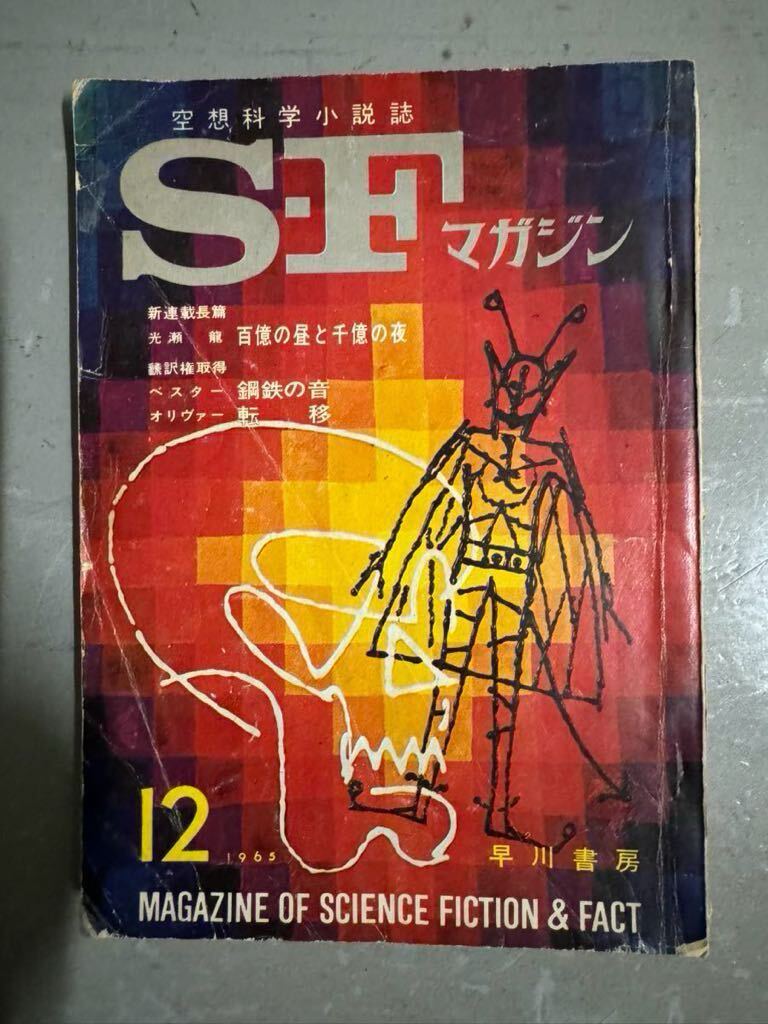 空想科学小説誌
S-Fマガジン
新連載長篇
光瀬 龍 百億の昼と千億の夜
飜訳権取得
ベスター 鋼鉄の音
オリヴァー 転移
12 1965
早川書房
MAGAZINE OF SCIENCE FICTION & FACT